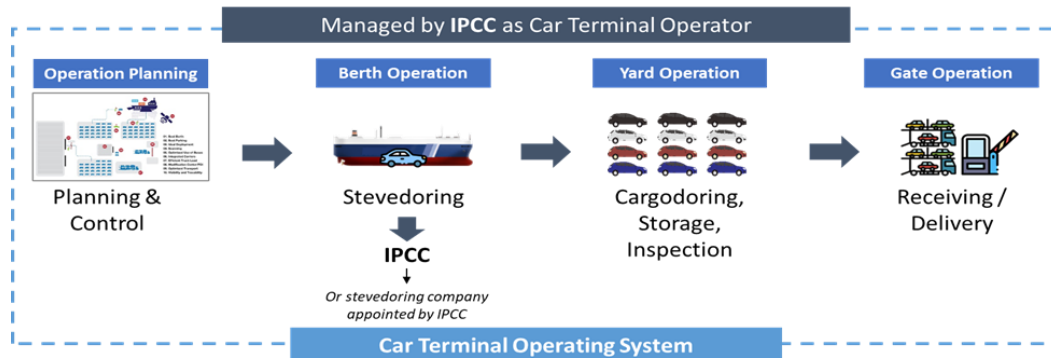 Managed by IPCC as Car Terminal Operator
Operation Planning
Planning &
Control
Berth Operation
Stevedoring
IPCC
Or stevedoring company
appointed by IPCC
Yard Operation
Cargodoring,
Storage,
Inspection
Gate Operation
Receiving /
Delivery
Car Terminal Operating System